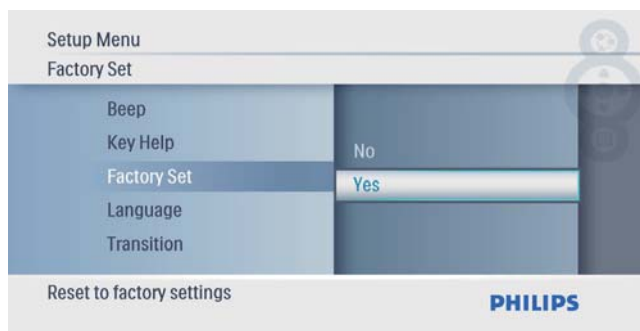 Setup Menu
Factory Set
Beep
Key Help
Factory Set
Language
Transition
No
Yes
Reset to factory settings
PHILIPS